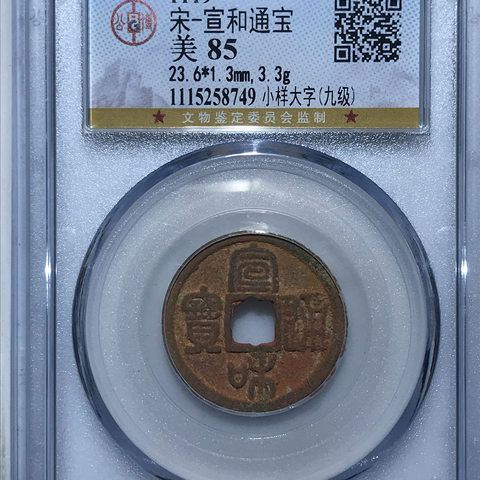 宋-宣和通宝
美 85
23.6*1.3mm,3.3g
1115258749 小样大字(九级)
★ 文物鉴定委员会监制 ★
宣和通寳